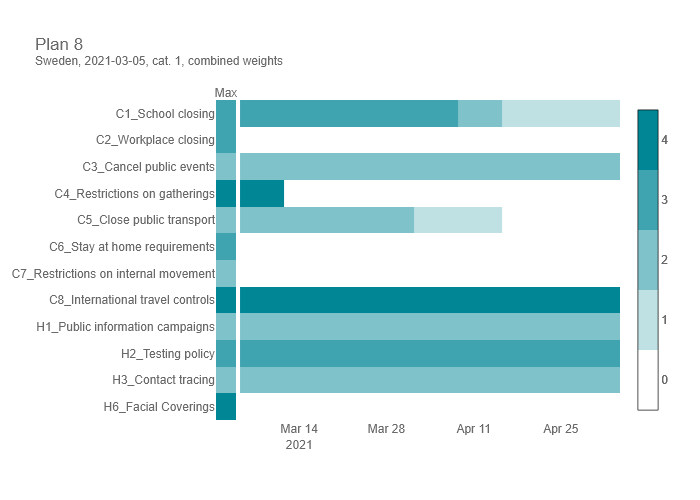 Plan 8
Sweden, 2021-03-05, cat. 1, combined weights
Max
C1_School closing
C2_Workplace closing
C3_Cancel public events
C4_Restrictions on gatherings
C5_Close public transport
C6_Stay at home requirements
C7_Restrictions on internal movement
C8_International travel controls
H1_Public information campaigns
H2_Testing policy
H3_Contact tracing
H6_Facial Coverings
Mar 14 Mar 28 Apr 11 Apr 25
2021
4
3
2
1
0